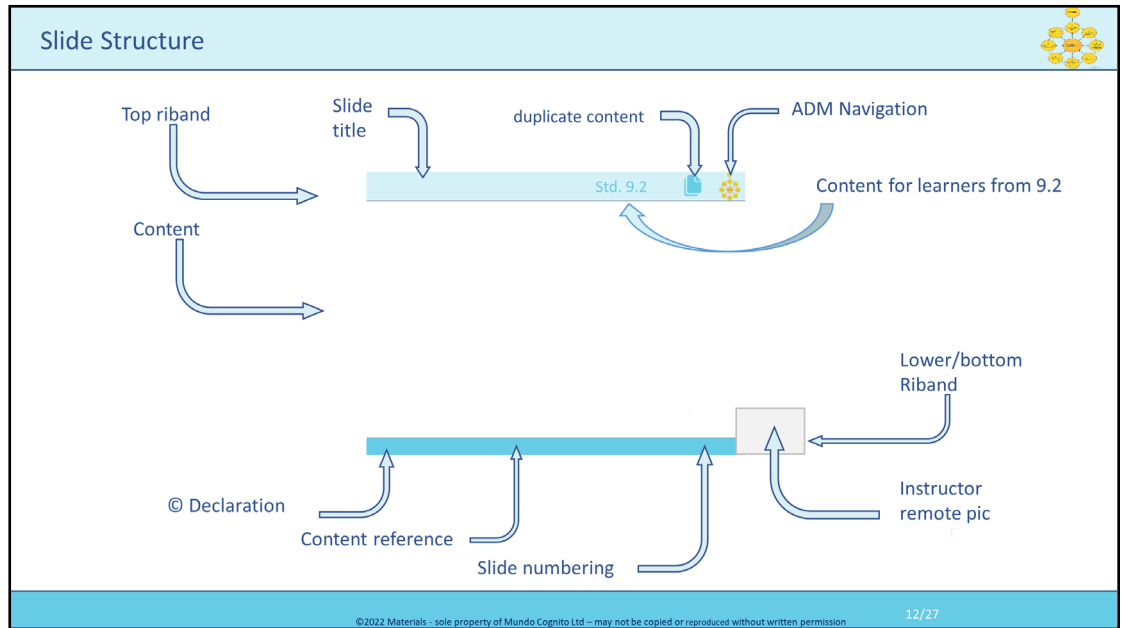 Slide Structure
Top riband
Slide
title
duplicate content
ADM Navigation
Std. 9.2
Content for learners from 9.2
Content
Lower/bottom
Riband
© Declaration
Content reference
Slide numbering
Instructor
remote pic
12/27
©2022 Materials - sole property of Mundo Cognito Ltd – may not be copied or reproduced without written permission